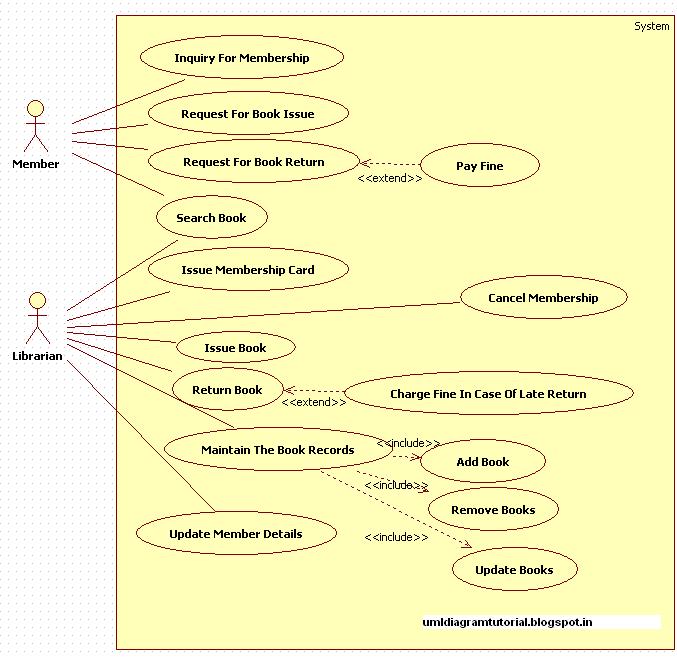 System
Inquiry For Membership
Request For Book Issue
Member
Request For Book Return
Pay Fine
<<extend>>
Search Book
Issue Membership Card
Cancel Membership
Librarian
Issue Book
Return Book
Charge Fine In Case Of Late Return
<<extend>>
Maintain The Book Records
<<include>>
Add Book
<<include>>
Remove Books
Update Member Details
<<include>>
Update Books
umldiagramtutorial.blogspot.in